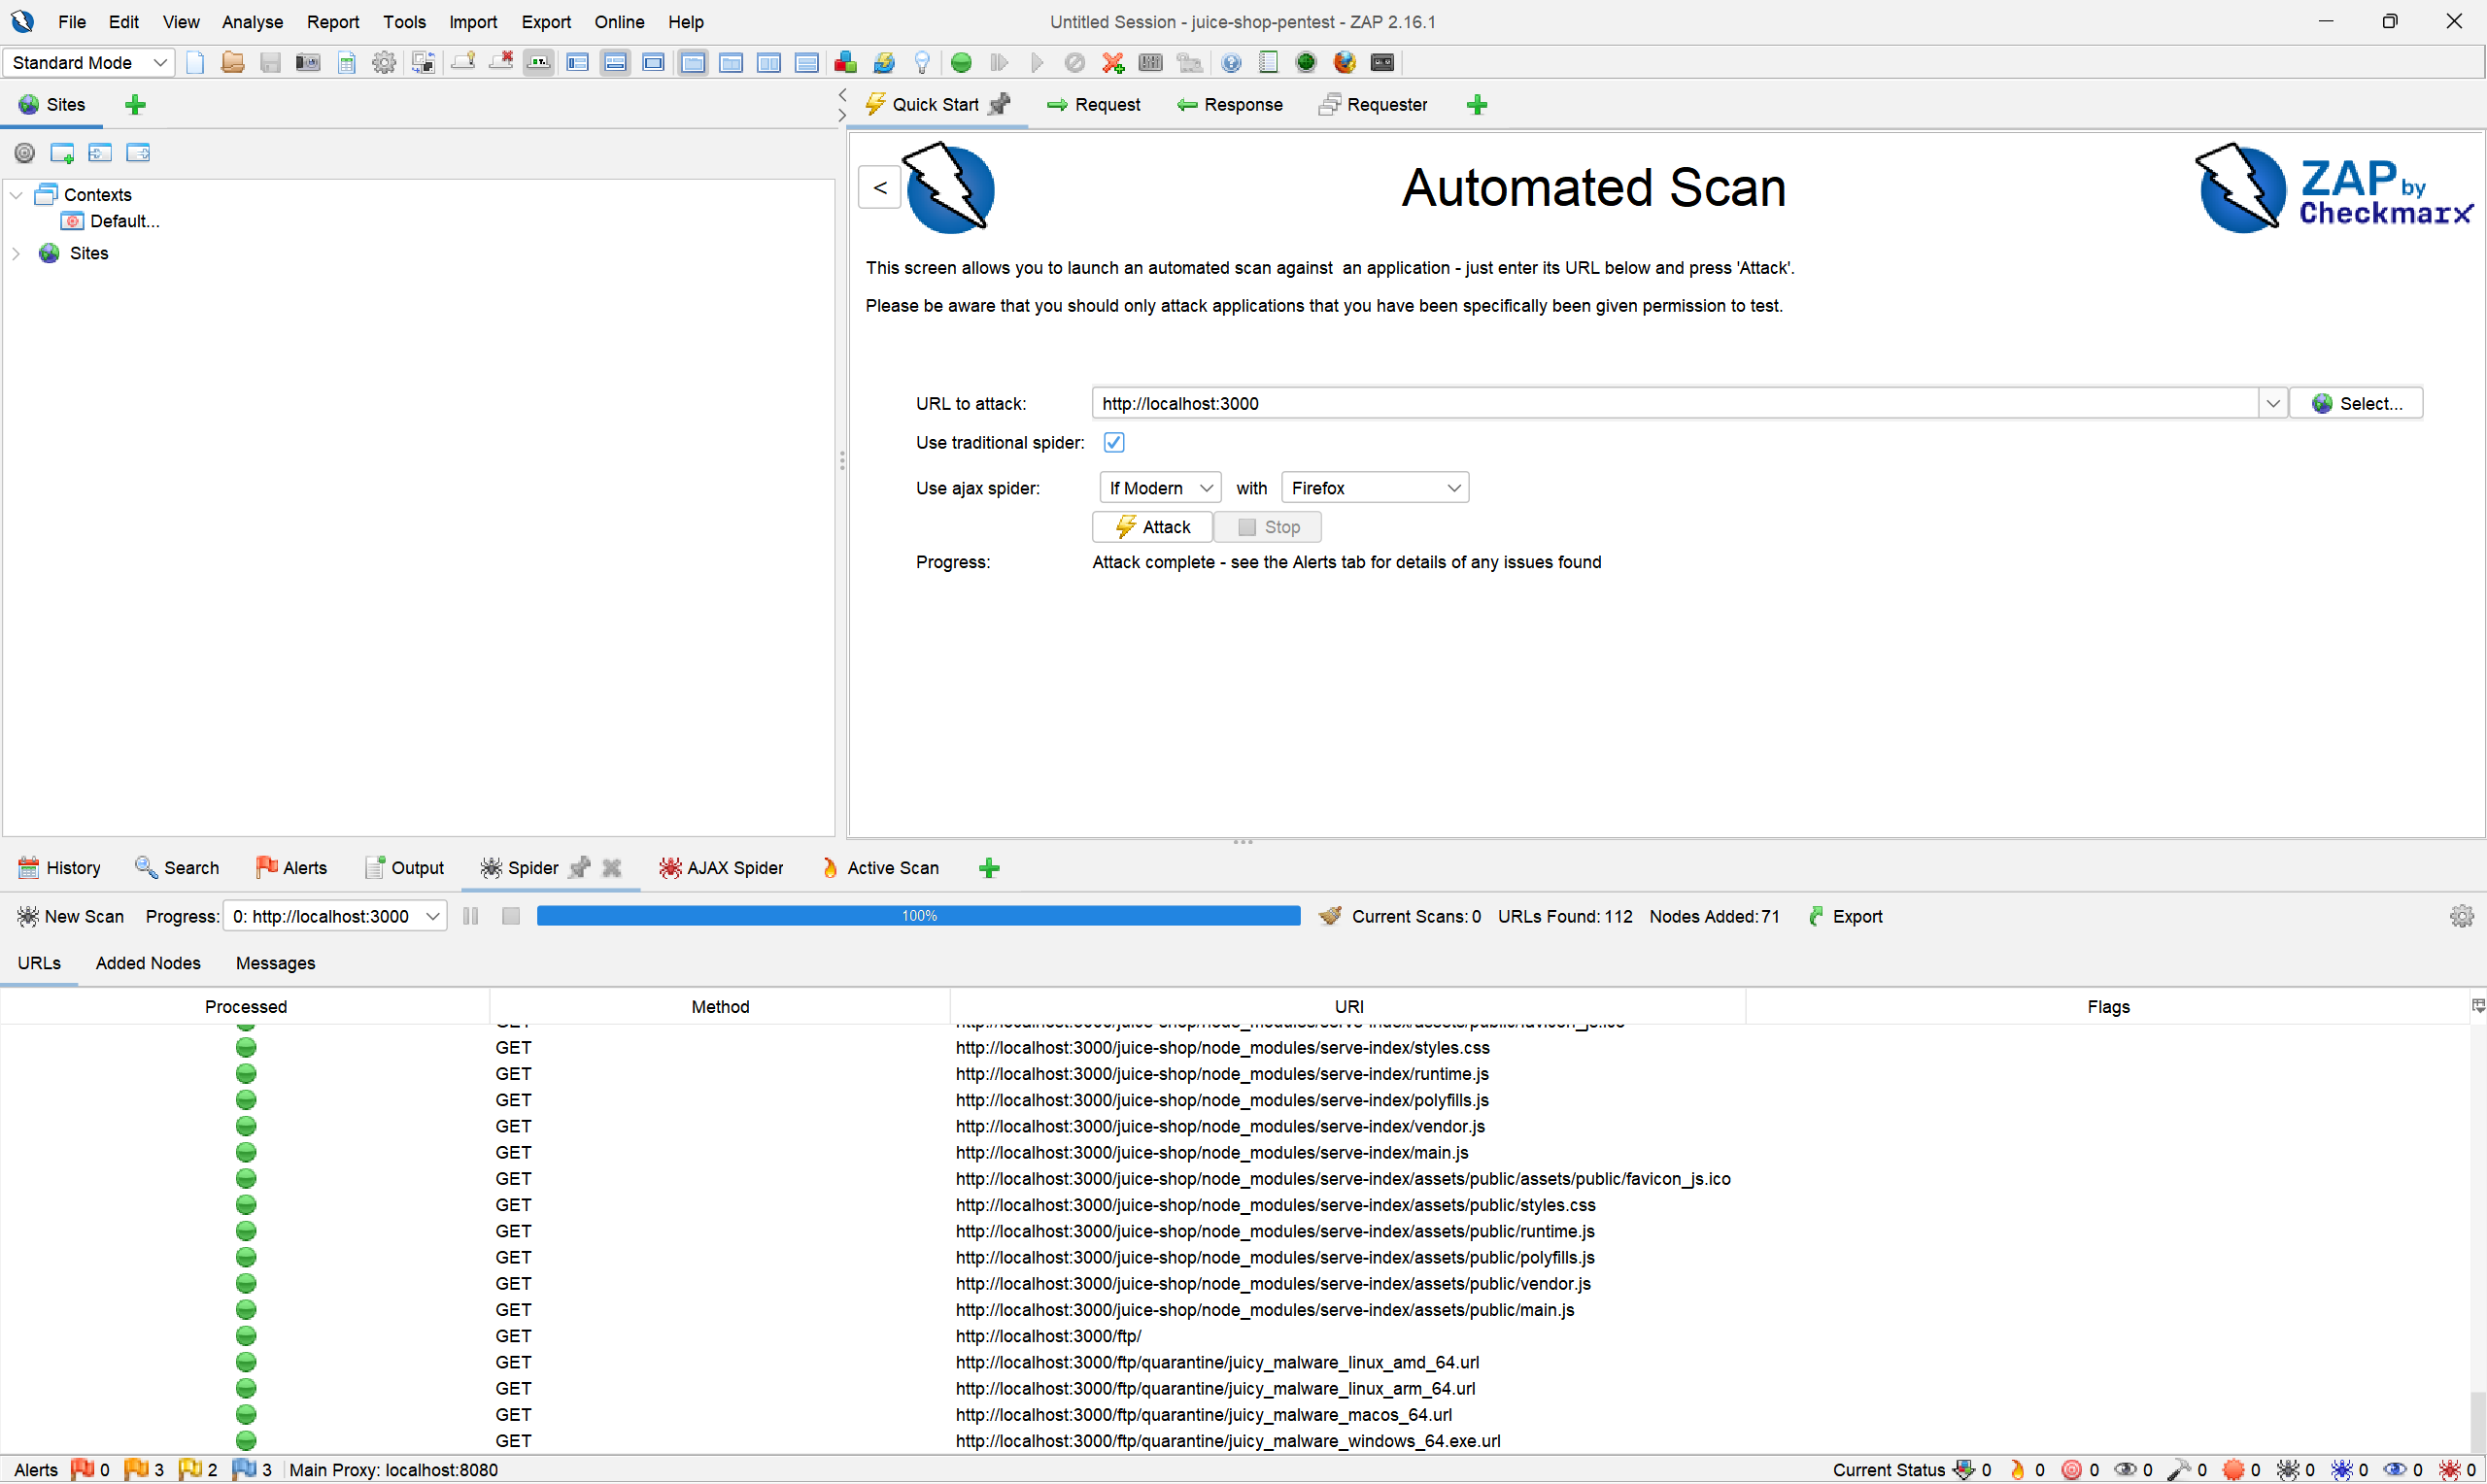 File Edit View Analyse Report Tools Import Export Online Help
Untitled Session - juice-shop-pentest - ZAP 2.16.1
Standard Mode
Sites
Quick Start Request Response Requester
Contexts
Default...
Sites
<
Automated Scan
ZAP by
Checkmarx
This screen allows you to launch an automated scan against an application - just enter its URL below and press 'Attack'.
Please be aware that you should only attack applications that you have been specifically been given permission to test.
URL to attack: http://localhost:3000 Select...
Use traditional spider:
Use ajax spider: If Modern with Firefox
Attack Stop
Progress: Attack complete - see the Alerts tab for details of any issues found
History Search Alerts Output Spider AJAX Spider Active Scan
New Scan Progress: 0: http://localhost:3000 100% Current Scans: 0 URLs Found: 112 Nodes Added: 71 Export
URLs Added Nodes Messages
Processed Method URI Flags
GET http://localhost:3000/juice-shop/node_modules/serve-index/assets/public/favicon_js.ico
GET http://localhost:3000/juice-shop/node_modules/serve-index/styles.css
GET http://localhost:3000/juice-shop/node_modules/serve-index/runtime.js
GET http://localhost:3000/juice-shop/node_modules/serve-index/polyfills.js
GET http://localhost:3000/juice-shop/node_modules/serve-index/vendor.js
GET http://localhost:3000/juice-shop/node_modules/serve-index/main.js
GET http://localhost:3000/juice-shop/node_modules/serve-index/assets/public/assets/public/favicon_js.ico
GET http://localhost:3000/juice-shop/node_modules/serve-index/assets/public/styles.css
GET http://localhost:3000/juice-shop/node_modules/serve-index/assets/public/runtime.js
GET http://localhost:3000/juice-shop/node_modules/serve-index/assets/public/polyfills.js
GET http://localhost:3000/juice-shop/node_modules/serve-index/assets/public/vendor.js
GET http://localhost:3000/juice-shop/node_modules/serve-index/assets/public/main.js
GET http://localhost:3000/ftp/
GET http://localhost:3000/ftp/quarantine/juicy_malware_linux_amd_64.url
GET http://localhost:3000/ftp/quarantine/juicy_malware_linux_arm_64.url
GET http://localhost:3000/ftp/quarantine/juicy_malware_macos_64.url
GET http://localhost:3000/ftp/quarantine/juicy_malware_windows_64.exe.url
Alerts 0 3 2 3 Main Proxy: localhost:8080 Current Status 0 0 0 0 0 0 0 0 0 0